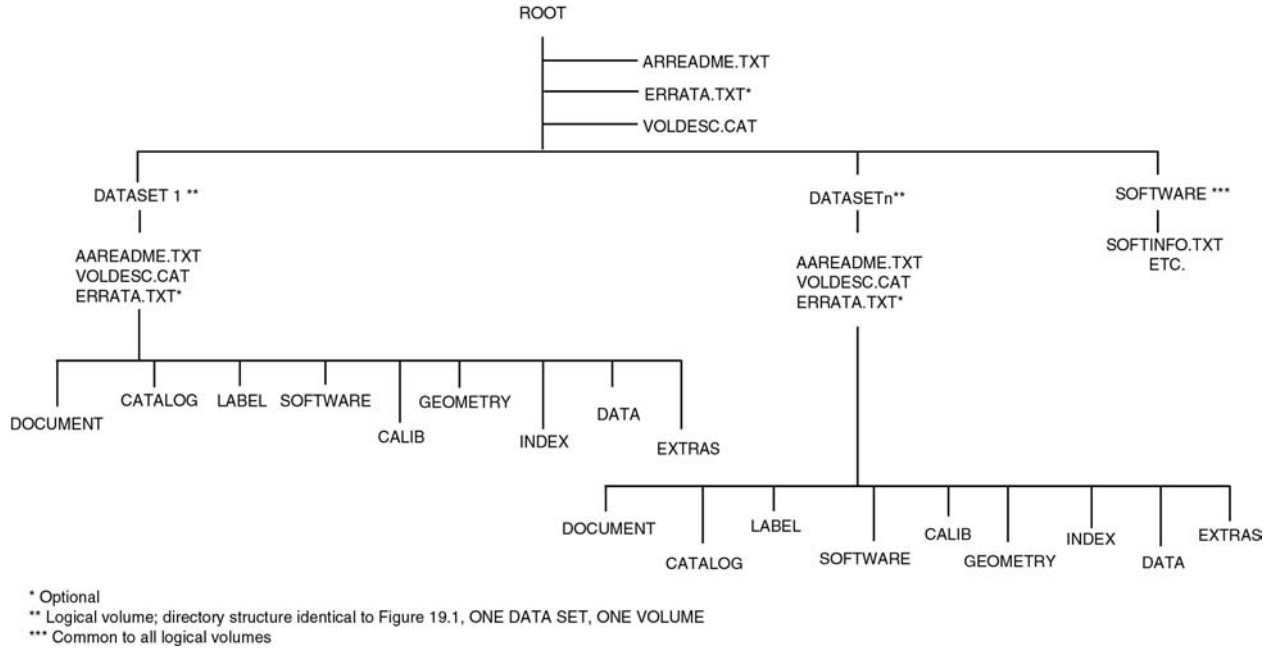 ROOT
ARREADME.TXT
ERRATA.TXT*
VOLDESC.CAT
DATASET 1 **
DATASETn**
SOFTWARE ***
AAREADME.TXT
VOLDESC.CAT
ERRATA.TXT*
AAREADME.TXT
VOLDESC.CAT
ERRATA.TXT*
SOFTINFO.TXT
ETC.
DOCUMENT
CATALOG
LABEL
SOFTWARE
CALIB
GEOMETRY
INDEX
DATA
EXTRAS
DOCUMENT
CATALOG
LABEL
SOFTWARE
CALIB
GEOMETRY
INDEX
DATA
EXTRAS
* Optional
** Logical volume; directory structure identical to Figure 19.1, ONE DATA SET, ONE VOLUME
*** Common to all logical volumes